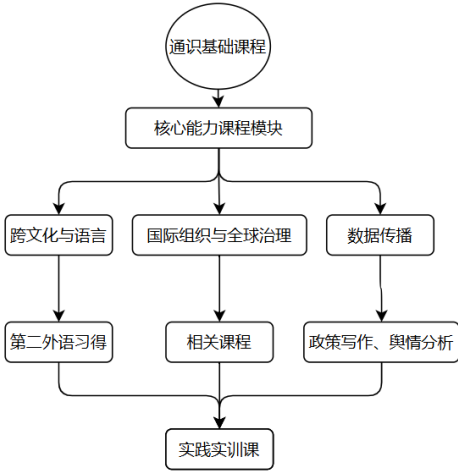 通识基础课程
核心能力课程模块
跨文化与语言
国际组织与全球治理
数据传播
第二外语习得
相关课程
政策写作、舆情分析
实践实训课